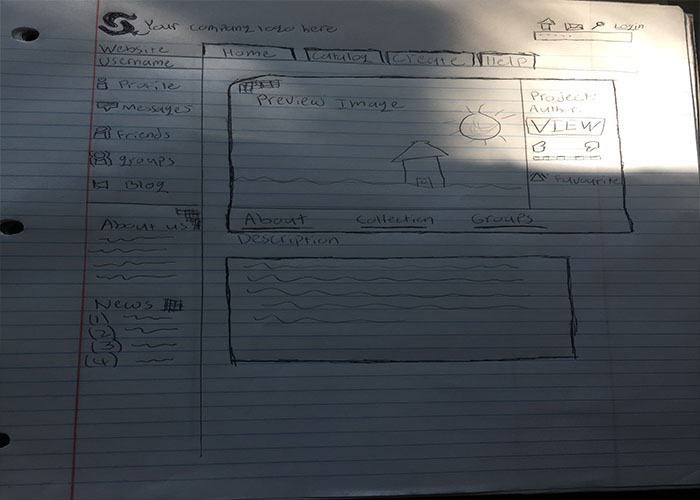 Your company logo here
Login
Website
Username
Home
Catalog
Create
Help
Profile
Messages
Friends
groups
Blog
Preview Image
Project:
Author:
VIEW
Favourite
About
Collection
Groups
About us
Description
News
(1)
(2)
(3)
(4)